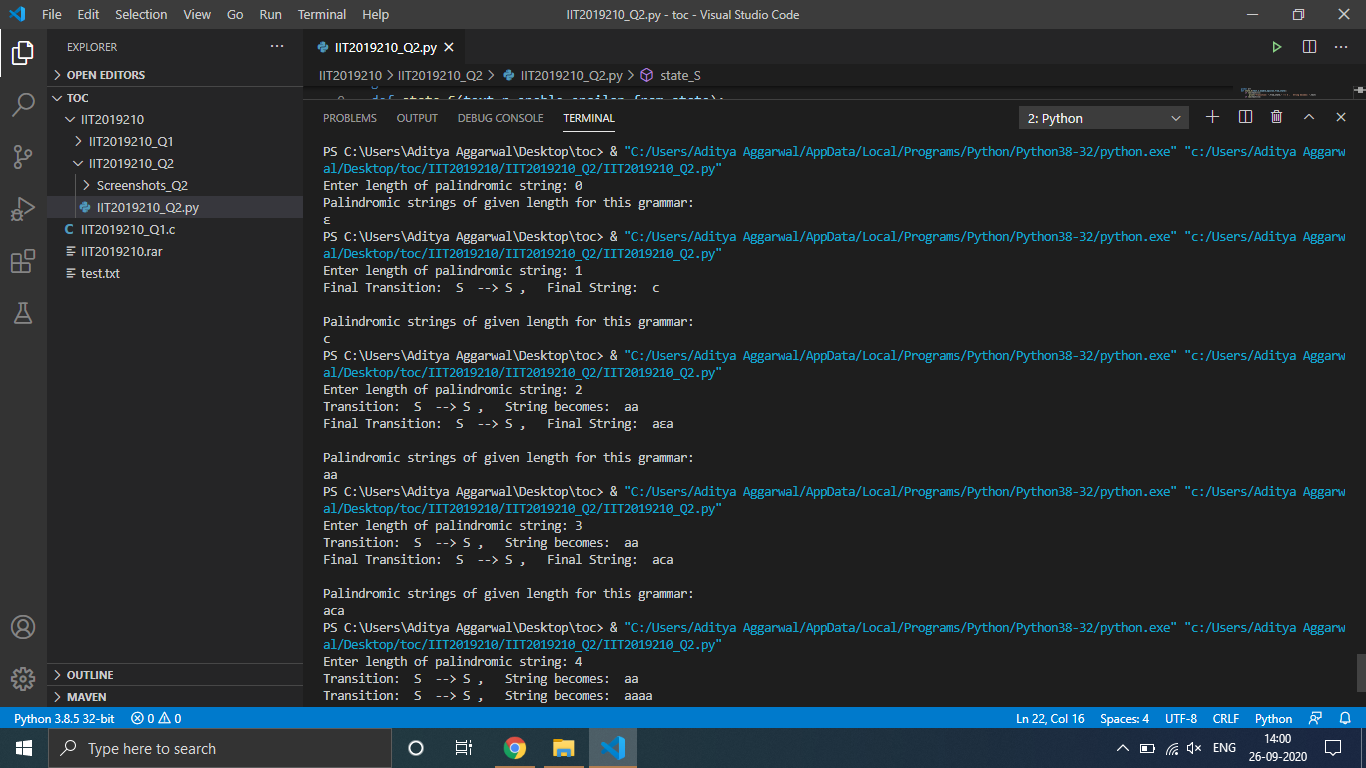 File Edit Selection View Go Run Terminal Help IIT2019210_Q2.py - toc - Visual Studio Code
EXPLORER
OPEN EDITORS
TOC
IIT2019210
IIT2019210_Q1
IIT2019210_Q2
Screenshots_Q2
IIT2019210_Q2.py
IIT2019210_Q1.c
IIT2019210.rar
test.txt
OUTLINE
MAVEN
IIT2019210_Q2.py
IIT2019210 > IIT2019210_Q2 > IIT2019210_Q2.py > state_S
PROBLEMS OUTPUT DEBUG CONSOLE TERMINAL 2: Python
PS C:\Users\Aditya Aggarwal\Desktop\toc> & "C:/Users/Aditya Aggarwal/AppData/Local/Programs/Python/Python38-32/python.exe" "c:/Users/Aditya Aggarw
al/Desktop/toc/IIT2019210/IIT2019210_Q2/IIT2019210_Q2.py"
Enter length of palindromic string: 0
Palindromic strings of given length for this grammar:
ε
PS C:\Users\Aditya Aggarwal\Desktop\toc> & "C:/Users/Aditya Aggarwal/AppData/Local/Programs/Python/Python38-32/python.exe" "c:/Users/Aditya Aggarw
al/Desktop/toc/IIT2019210/IIT2019210_Q2/IIT2019210_Q2.py"
Enter length of palindromic string: 1
Final Transition:  S  --> S ,   Final String:  c
Palindromic strings of given length for this grammar:
c
PS C:\Users\Aditya Aggarwal\Desktop\toc> & "C:/Users/Aditya Aggarwal/AppData/Local/Programs/Python/Python38-32/python.exe" "c:/Users/Aditya Aggarw
al/Desktop/toc/IIT2019210/IIT2019210_Q2/IIT2019210_Q2.py"
Enter length of palindromic string: 2
Transition:  S  --> S ,   String becomes:  aa
Final Transition:  S  --> S ,   Final String:  aεa
Palindromic strings of given length for this grammar:
aa
PS C:\Users\Aditya Aggarwal\Desktop\toc> & "C:/Users/Aditya Aggarwal/AppData/Local/Programs/Python/Python38-32/python.exe" "c:/Users/Aditya Aggarw
al/Desktop/toc/IIT2019210/IIT2019210_Q2/IIT2019210_Q2.py"
Enter length of palindromic string: 3
Transition:  S  --> S ,   String becomes:  aa
Final Transition:  S  --> S ,   Final String:  aca
Palindromic strings of given length for this grammar:
aca
PS C:\Users\Aditya Aggarwal\Desktop\toc> & "C:/Users/Aditya Aggarwal/AppData/Local/Programs/Python/Python38-32/python.exe" "c:/Users/Aditya Aggarw
al/Desktop/toc/IIT2019210/IIT2019210_Q2/IIT2019210_Q2.py"
Enter length of palindromic string: 4
Transition:  S  --> S ,   String becomes:  aa
Transition:  S  --> S ,   String becomes:  aaaa
Python 3.8.5 32-bit 0 0 Ln 22, Col 16 Spaces: 4 UTF-8 CRLF Python
Type here to search ENG 14:00
26-09-2020